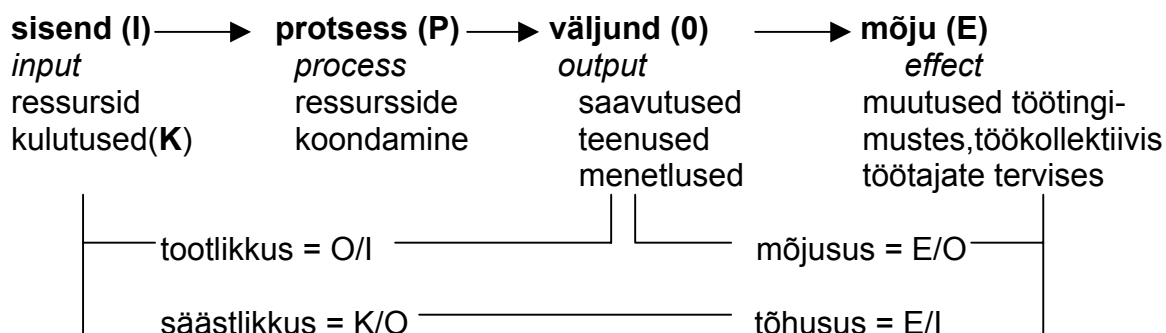 sisend (I) protsess (P) väljund (0) mõju (E)
input process output effect
ressursid ressursside saavutused muutused töötingi-
kulutused(K) koondamine teenused mustes,töökollektiivis
menetlused töötajate tervises
tootlikkus = O/I mõjusus = E/O
säästlikkus = K/O tõhusus = E/I